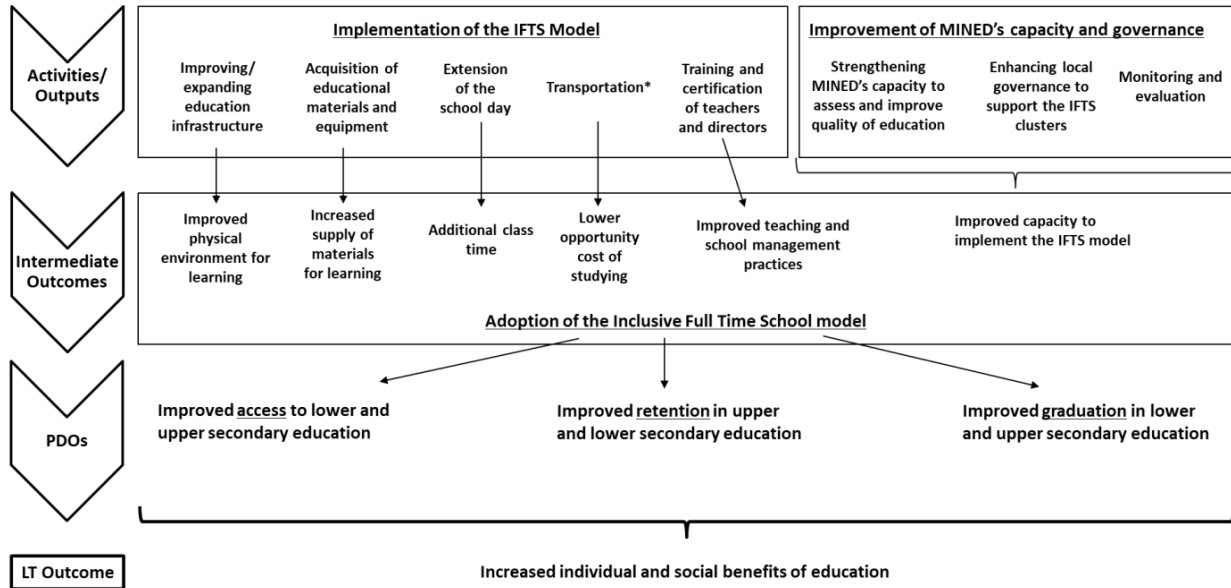 Activities/
Outputs
Implementation of the IFTS Model
Improving/
expanding
education
infrastructure
Acquisition of
educational
materials and
equipment
Extension
of the
school day
Transportation*
Training and
certification
of teachers
and directors
Improvement of MINED's capacity and governance
Strengthening
MINED's capacity to
assess and improve
quality of education
Enhancing local
governance to
support the IFTS
clusters
Monitoring and
evaluation
Intermediate
Outcomes
Improved
physical
environment for
learning
Increased
supply of
materials
for learning
Additional class
time
Lower
opportunity
cost of
studying
Improved teaching and
school management
practices
Improved capacity to
implement the IFTS model
Adoption of the Inclusive Full Time School model
PDOs
Improved access to lower and
upper secondary education
Improved retention in upper
and lower secondary education
Improved graduation in lower
and upper secondary education
LT Outcome
Increased individual and social benefits of education